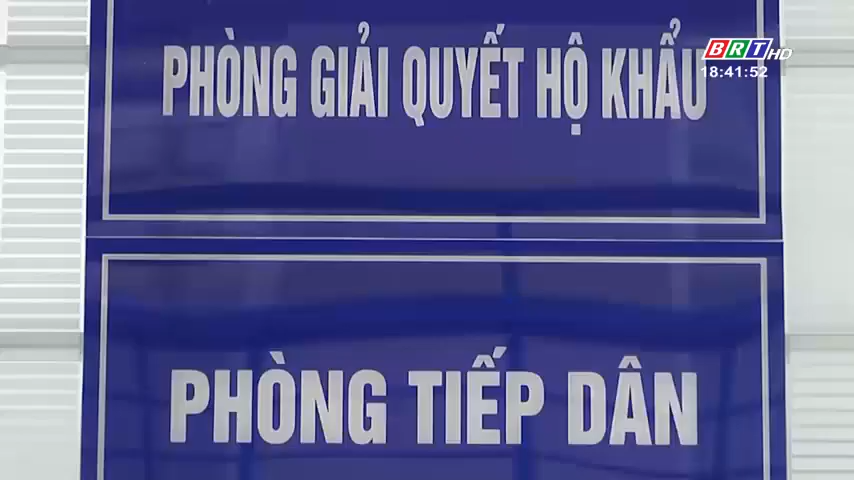 PHÒNG GIẢI QUYẾT HỘ KHẨU
BRT HD
18:41:52
PHÒNG TIẾP DÂN